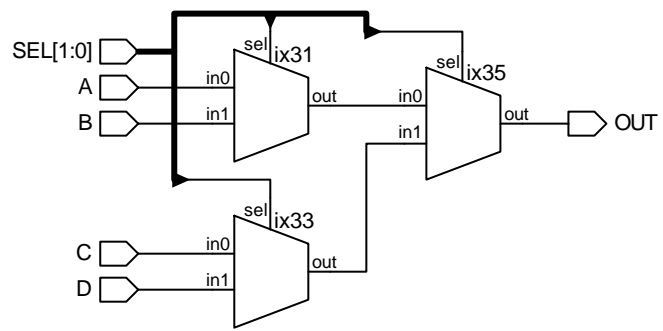 SEL[1:0]
sel
ix31
A
in0
B
in1
out
sel
ix35
in0
in1
out
OUT
sel
ix33
C
in0
D
in1
out